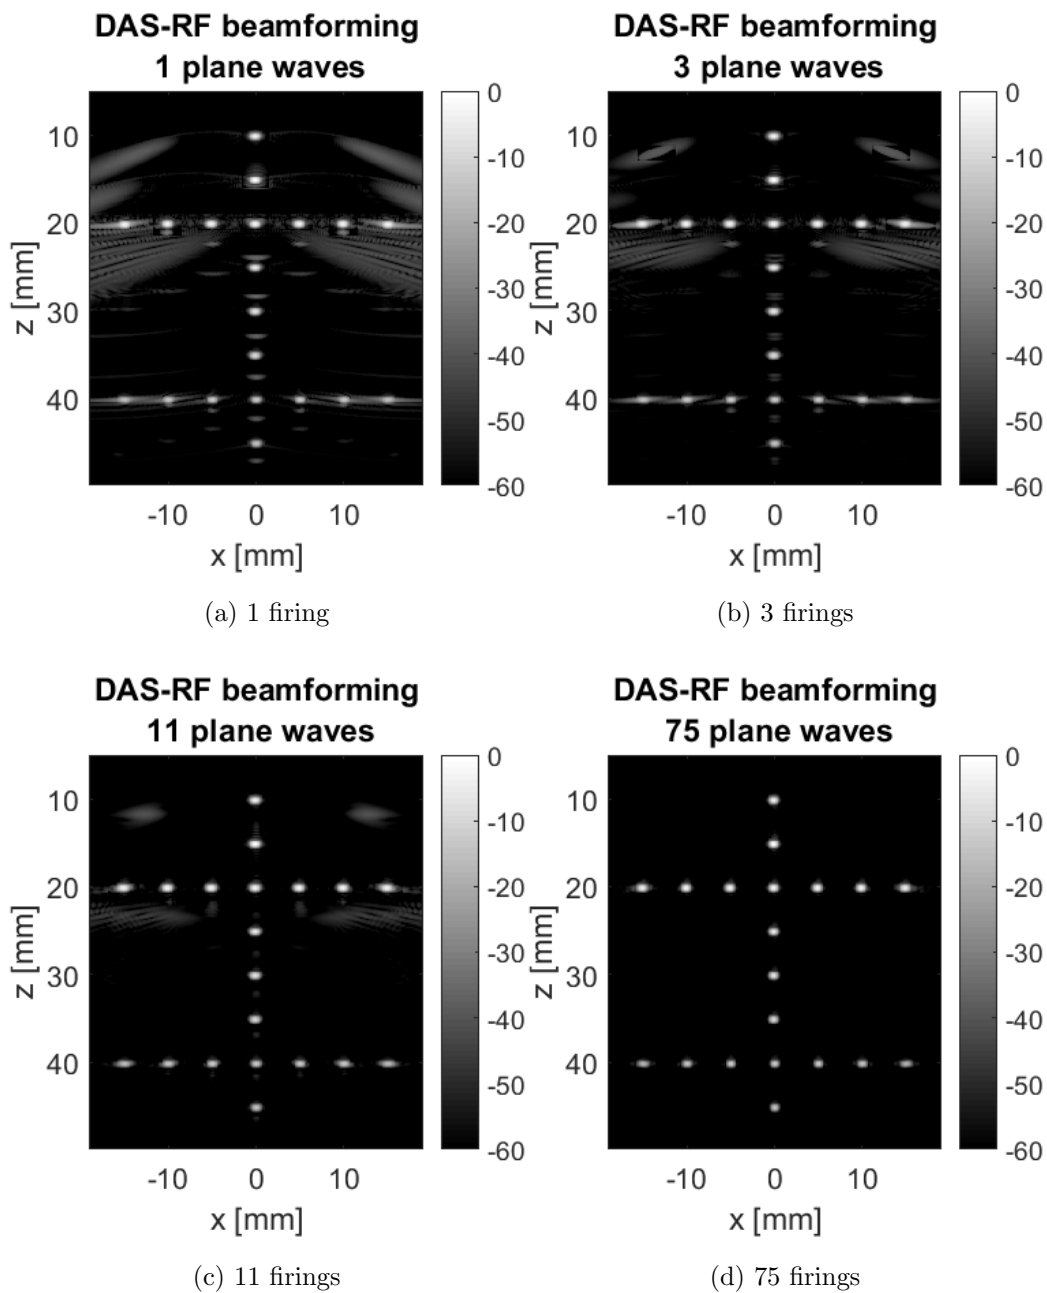 DAS-RF beamforming
1 plane waves
0
-10
-20
-30
-40
-50
-60
10
20
30
40
z [mm]
-10 0 10
x [mm]
(a) 1 firing
DAS-RF beamforming
3 plane waves
0
-10
-20
-30
-40
-50
-60
10
20
30
40
z [mm]
-10 0 10
x [mm]
(b) 3 firings
DAS-RF beamforming
11 plane waves
0
-10
-20
-30
-40
-50
-60
10
20
30
40
z [mm]
-10 0 10
x [mm]
(c) 11 firings
DAS-RF beamforming
75 plane waves
0
-10
-20
-30
-40
-50
-60
10
20
30
40
z [mm]
-10 0 10
x [mm]
(d) 75 firings